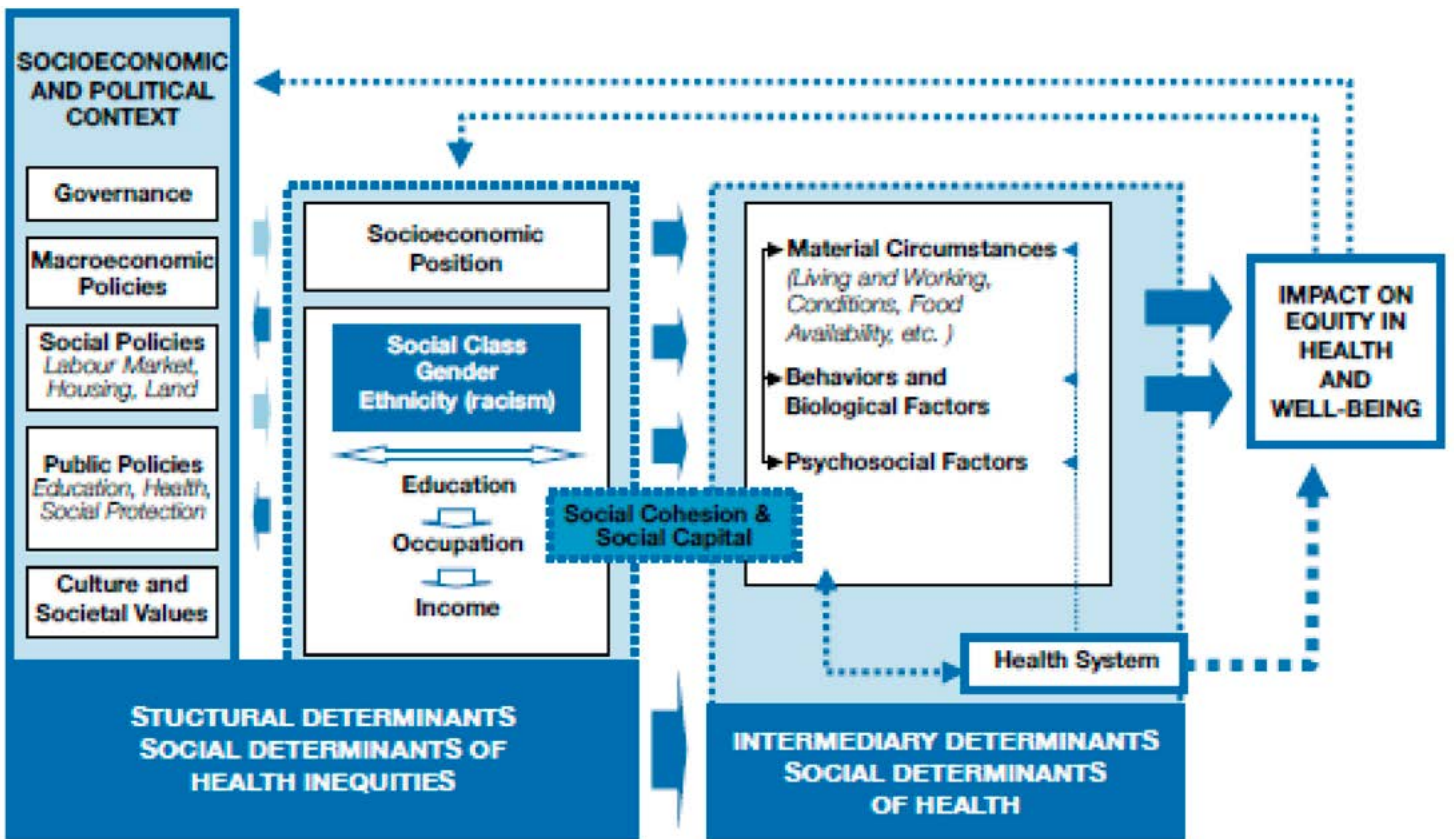 SOCIOECONOMIC
AND POLITICAL
CONTEXT
Governance
Macroeconomic
Policies
Social Policies
Labour Market,
Housing, Land
Public Policies
Education, Health,
Social Protection
Culture and
Societal Values
Socioeconomic
Position
Social Class
Gender
Ethnicity (racism)
Education
Occupation
Income
Social Cohesion &
Social Capital
Material Circumstances
(Living and Working,
Conditions, Food
Availability, etc. )
Behaviors and
Biological Factors
Psychosocial Factors
Health System
IMPACT ON
EQUITY IN
HEALTH
AND
WELL-BEING
STUCTURAL DETERMINANTS
SOCIAL DETERMINANTS OF
HEALTH INEQUITIES
INTERMEDIARY DETERMINANTS
SOCIAL DETERMINANTS
OF HEALTH